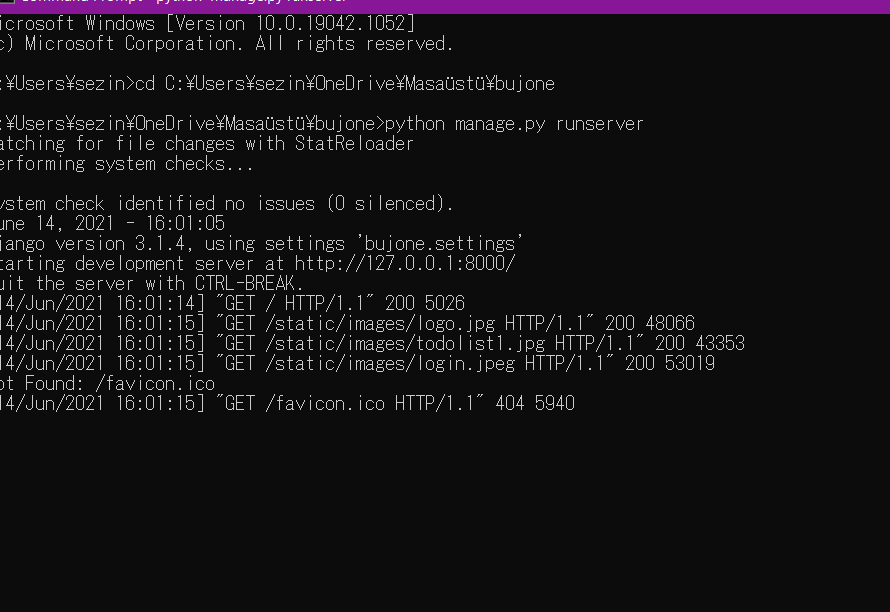 Command Prompt - python manage.py runserver
icrosoft Windows [Version 10.0.19042.1052]
c) Microsoft Corporation. All rights reserved.
:¥Users¥sezin>cd C:¥Users¥sezin¥OneDrive¥Masaüstü¥bujone
:¥Users¥sezin¥OneDrive¥Masaüstü¥bujone>python manage.py runserver
atching for file changes with StatReloader
erforming system checks...
ystem check identified no issues (0 silenced).
une 14, 2021 - 16:01:05
jango version 3.1.4, using settings 'bujone.settings'
tarting development server at http://127.0.0.1:8000/
uit the server with CTRL-BREAK.
14/Jun/2021 16:01:14] "GET / HTTP/1.1" 200 5026
14/Jun/2021 16:01:15] "GET /static/images/logo.jpg HTTP/1.1" 200 48066
14/Jun/2021 16:01:15] "GET /static/images/todolist1.jpg HTTP/1.1" 200 43353
14/Jun/2021 16:01:15] "GET /static/images/login.jpeg HTTP/1.1" 200 53019
ot Found: /favicon.ico
14/Jun/2021 16:01:15] "GET /favicon.ico HTTP/1.1" 404 5940